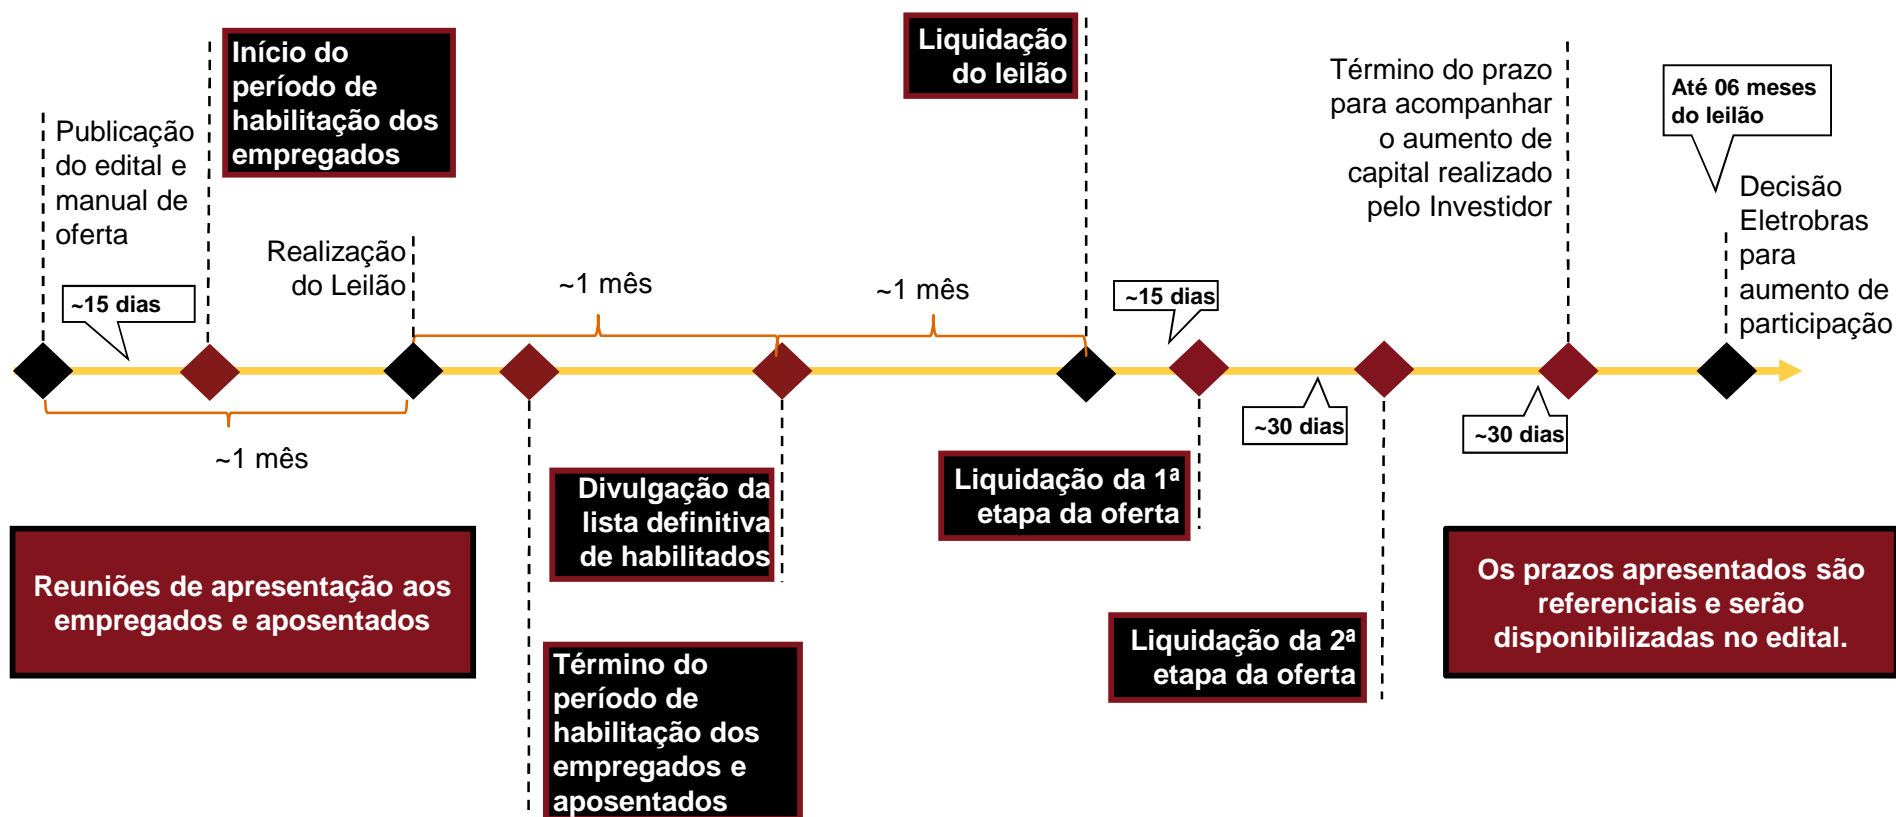 Publicação
do edital e
manual de
oferta
~15 dias
Início do
período de
habilitação dos
empregados
Realização
do Leilão
~1 mês
~1 mês
~1 mês
Liquidação
do leilão
~15 dias
Término do prazo
para acompanhar
o aumento de
capital realizado
pelo Investidor
Até 06 meses
do leilão
Decisão
Eletrobras
para
aumento de
participação
~30 dias
~30 dias
Reuniões de apresentação aos
empregados e aposentados
Divulgação da
lista definitiva
de habilitados
Término do
período de
habilitação dos
empregados e
aposentados
Liquidação da 1ª
etapa da oferta
Liquidação da 2ª
etapa da oferta
Os prazos apresentados são
referenciais e serão
disponibilizadas no edital.